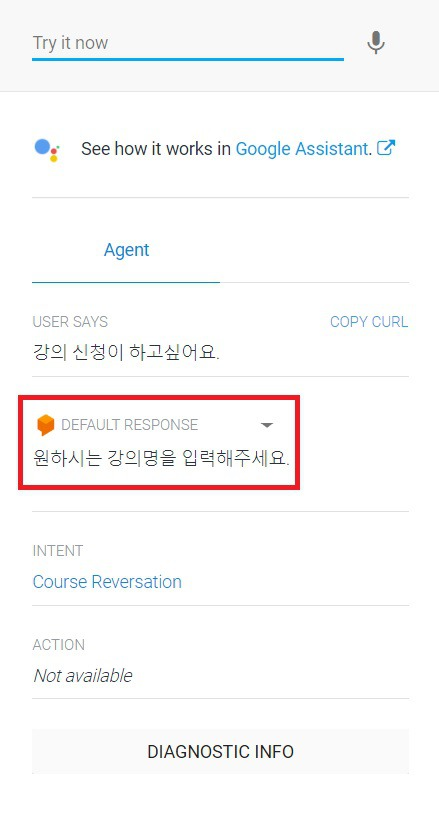 Try it now
See how it works in Google Assistant.
Agent
USER SAYS
COPY CURL
강의 신청이 하고싶어요.
DEFAULT RESPONSE
원하시는 강의명을 입력해주세요.
INTENT
Course Reversation
ACTION
Not available
DIAGNOSTIC INFO